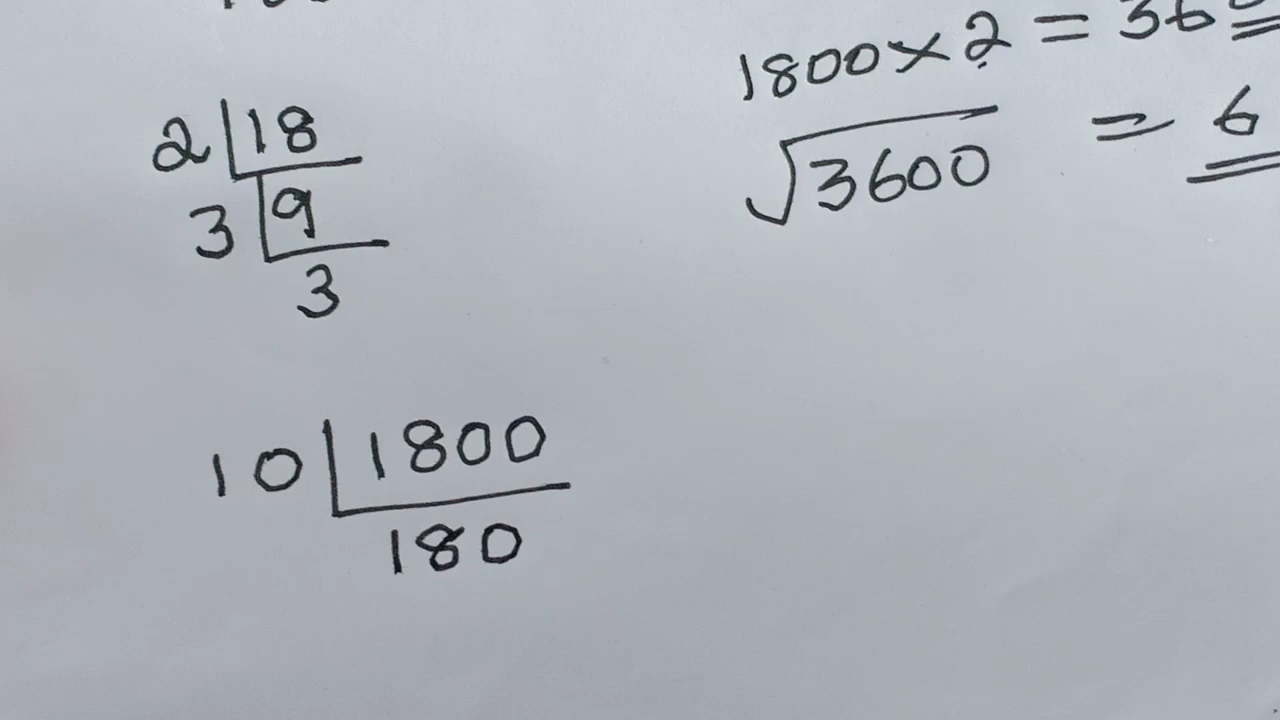 2 18
3 9
3
10 1800
180
1800×2 = 36
√3600 = 6